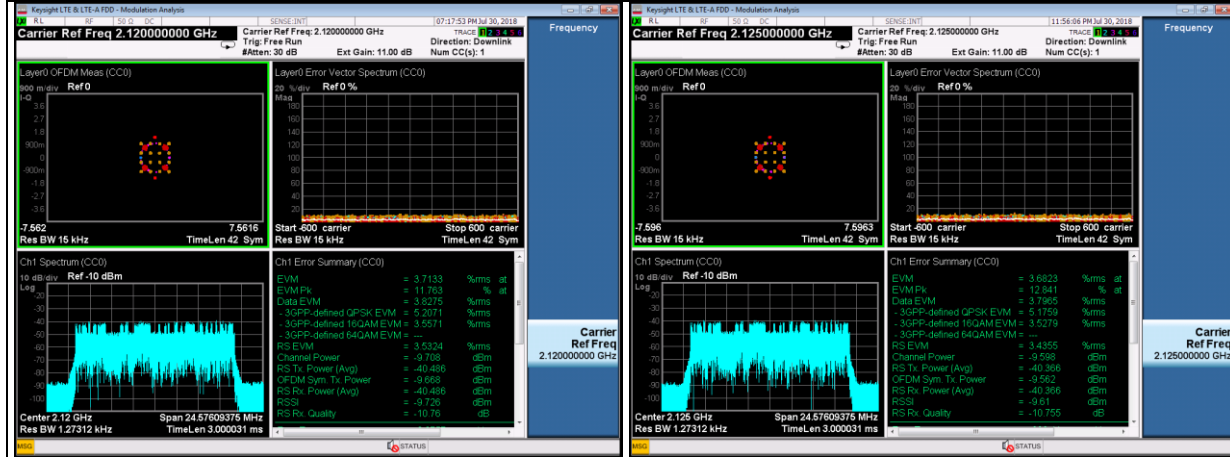 Keysight LTE & LTE-A FDD - Modulation Analysis
RL RF 50 Ω DC SENSE:INT 07:17:53 PM Jul 30, 2018
Carrier Ref Freq 2.120000000 GHz
Carrier Ref Freq: 2.120000000 GHz
Trig: Free Run
#Atten: 30 dB
Ext Gain: 11.00 dB
TRACE 1 2 3 4 5 6
Direction: Downlink
Num CC(s): 1
Frequency
Layer0 OFDM Meas (CC0)
900 m/div Ref 0
I-Q
3.6
2.7
1.8
900m
0
-900m
-1.8
-2.7
-3.6
-7.562 7.5616
Res BW 15 kHz TimeLen 42 Sym
Layer0 Error Vector Spectrum (CC0)
20 %/div Ref 0 %
Mag
180
160
140
120
100
80
60
40
20
Start -600 carrier Stop 600 carrier
Res BW 15 kHz TimeLen 42 Sym
Ch1 Spectrum (CC0)
10 dB/div Ref -10 dBm
Log
-20
-30
-40
-50
-60
-70
-80
-90
-100
Center 2.12 GHz Span 24.57609375 MHz
Res BW 1.27312 kHz TimeLen 3.000031 ms
Ch1 Error Summary (CC0)
EVM = 3.7133 %rms at
EVM Pk = 11.763 % at
Data EVM = 3.8275 %rms
- 3GPP-defined QPSK EVM = 5.2071 %rms
- 3GPP-defined 16QAM EVM = 3.5571 %rms
- 3GPP-defined 64QAM EVM = ---
RS EVM = 3.5324 %rms
Channel Power = -9.708 dBm
RS Tx. Power (Avg) = -40.486 dBm
OFDM Sym. Tx. Power = -9.668 dBm
RS Rx. Power (Avg) = -40.486 dBm
RSSI = -9.726 dBm
RS Rx. Quality = -10.76 dB
Carrier
Ref Freq
2.120000000 GHz
MSG STATUS
Keysight LTE & LTE-A FDD - Modulation Analysis
RL RF 50 Ω DC SENSE:INT 11:56:06 PM Jul 30, 2018
Carrier Ref Freq 2.125000000 GHz
Carrier Ref Freq: 2.125000000 GHz
Trig: Free Run
#Atten: 30 dB
Ext Gain: 11.00 dB
TRACE 1 2 3 4 5 6
Direction: Downlink
Num CC(s): 1
Frequency
Layer0 OFDM Meas (CC0)
900 m/div Ref 0
I-Q
3.6
2.7
1.8
900m
0
-900m
-1.8
-2.7
-3.6
-7.596 7.5963
Res BW 15 kHz TimeLen 42 Sym
Layer0 Error Vector Spectrum (CC0)
20 %/div Ref 0 %
Mag
180
160
140
120
100
80
60
40
20
Start -600 carrier Stop 600 carrier
Res BW 15 kHz TimeLen 42 Sym
Ch1 Spectrum (CC0)
10 dB/div Ref -10 dBm
Log
-20
-30
-40
-50
-60
-70
-80
-90
-100
Center 2.125 GHz Span 24.57609375 MHz
Res BW 1.27312 kHz TimeLen 3.000031 ms
Ch1 Error Summary (CC0)
EVM = 3.6823 %rms at
EVM Pk = 12.841 % at
Data EVM = 3.7965 %rms
- 3GPP-defined QPSK EVM = 5.1759 %rms
- 3GPP-defined 16QAM EVM = 3.5279 %rms
- 3GPP-defined 64QAM EVM = ---
RS EVM = 3.4355 %rms
Channel Power = -9.598 dBm
RS Tx. Power (Avg) = -40.366 dBm
OFDM Sym. Tx. Power = -9.562 dBm
RS Rx. Power (Avg) = -40.366 dBm
RSSI = -9.61 dBm
RS Rx. Quality = -10.755 dB
Carrier
Ref Freq
2.125000000 GHz
MSG STATUS